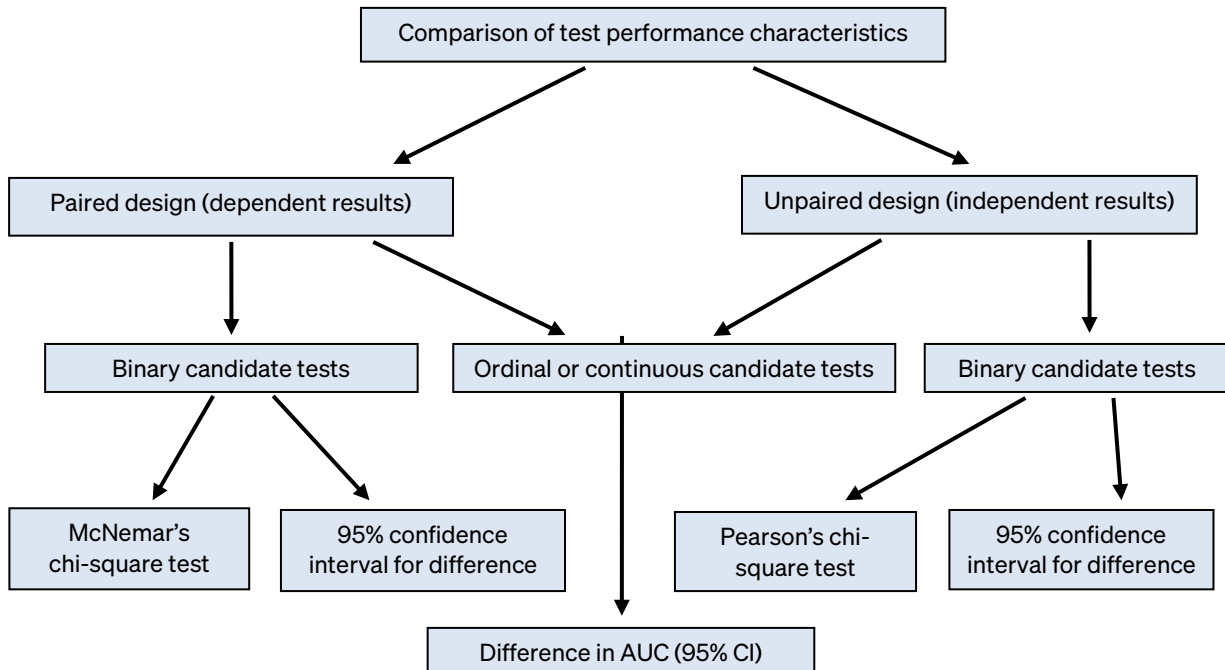 Comparison of test performance characteristics
Paired design (dependent results)
Unpaired design (independent results)
Binary candidate tests
Ordinal or continuous candidate tests
Binary candidate tests
McNemar’s
chi-square test
95% confidence
interval for difference
Pearson’s chi-
square test
95% confidence
interval for difference
Difference in AUC (95% CI)